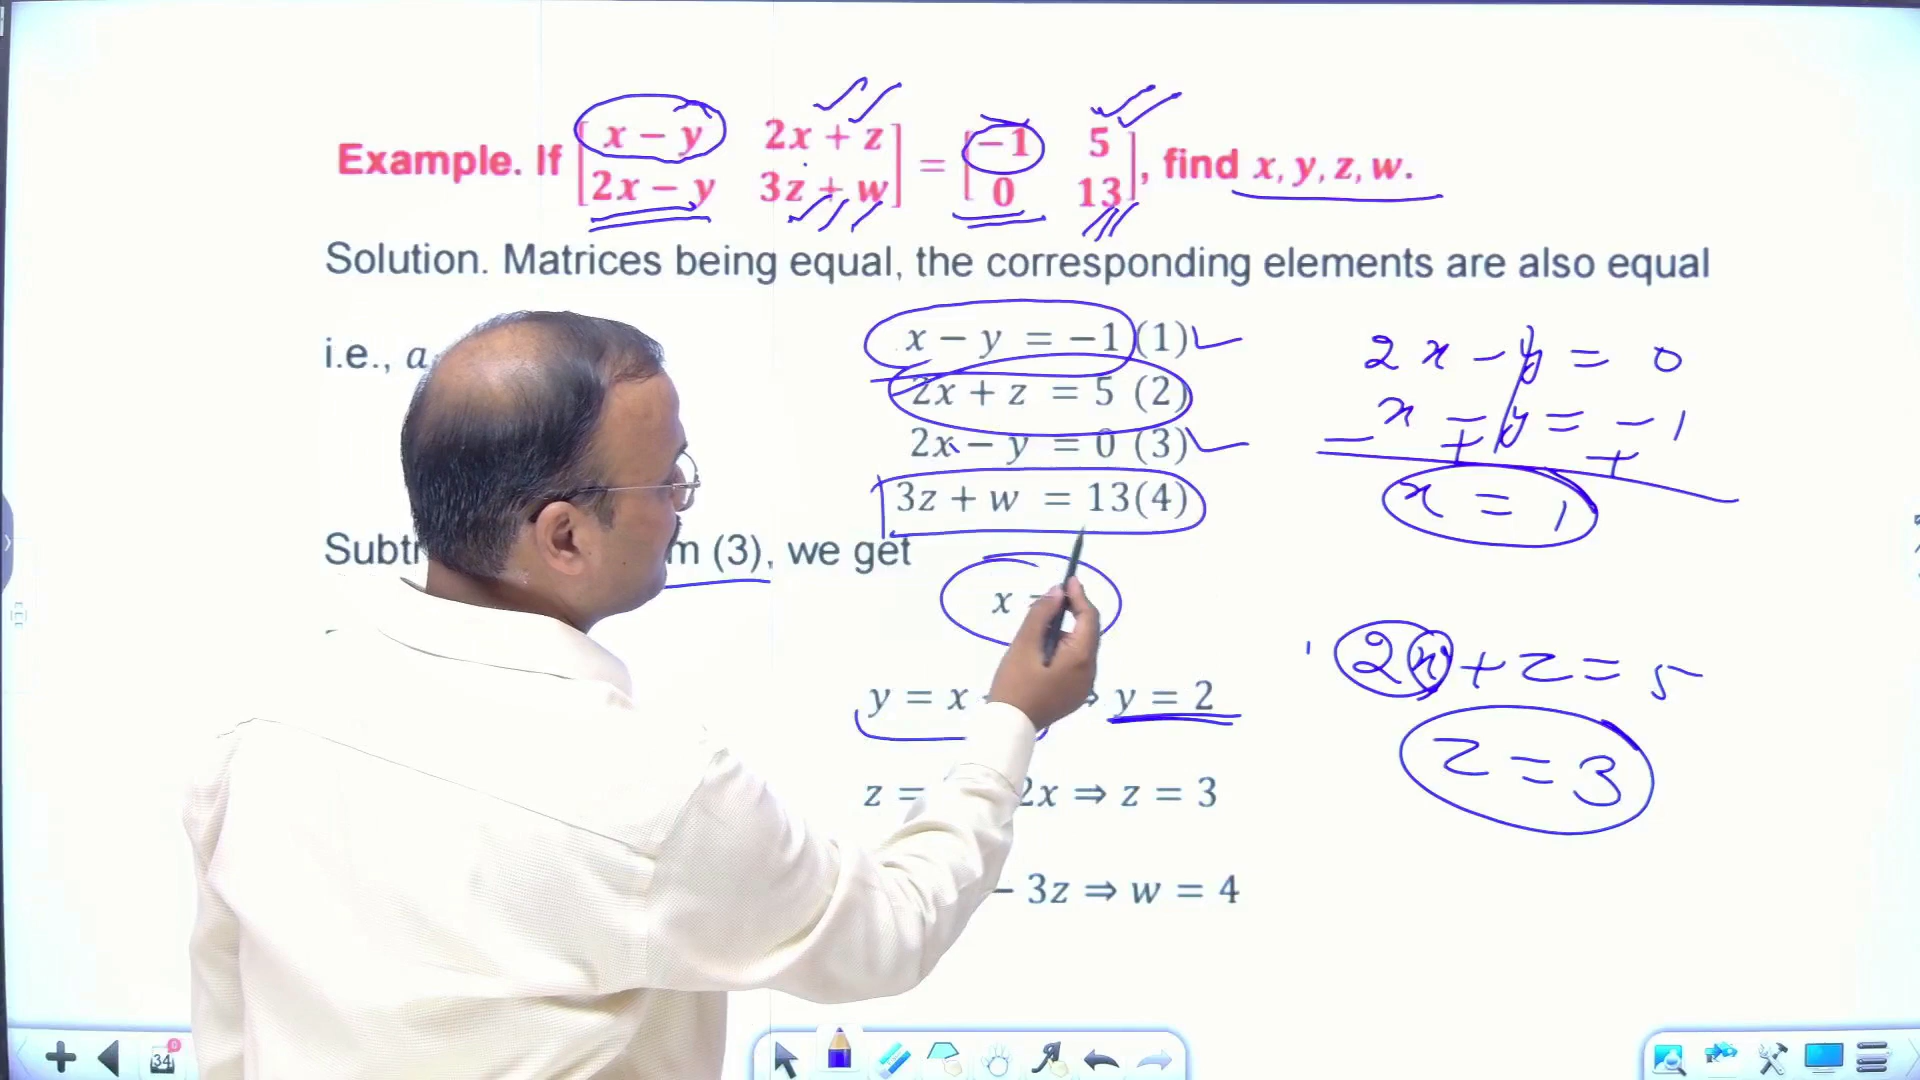 Example. If [x − y 2x + z] = [−1 5], find x, y, z, w.
[2x − y 3z + w] [0 13]
Solution. Matrices being equal, the corresponding elements are also equal
i.e., a
x − y = −1 (1)
2x + z = 5 (2)
2x − y = 0 (3)
3z + w = 13 (4)
2x − y = 0
x − y = −1
− + +
x = 1
(3), we get
x
y = x ⇒ y = 2
z = 2x ⇒ z = 3
− 3z ⇒ w = 4
2x + z = 5
z = 3
34
0